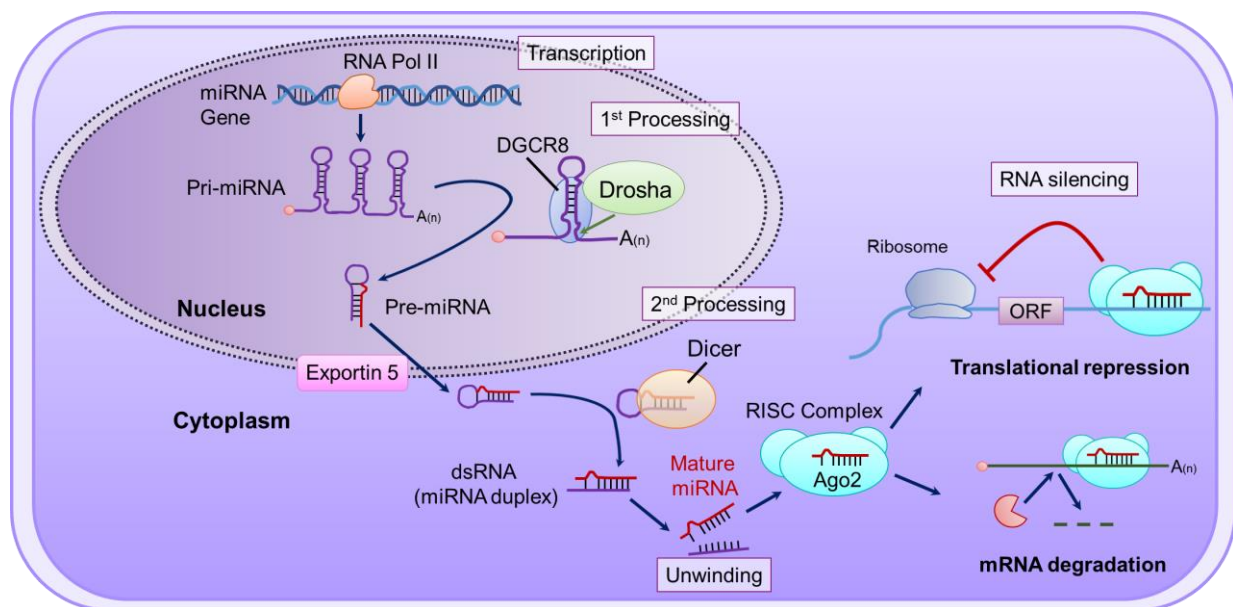 Transcription
RNA Pol II
miRNA
Gene
1st Processing
DGCR8
Drosha
Pri-miRNA
A(n)
A(n)
Pre-miRNA
Nucleus
Exportin 5
Cytoplasm
2nd Processing
Dicer
dsRNA
(miRNA duplex)
Mature
miRNA
Unwinding
RISC Complex
Ago2
RNA silencing
Ribosome
ORF
Translational repression
A(n)
mRNA degradation